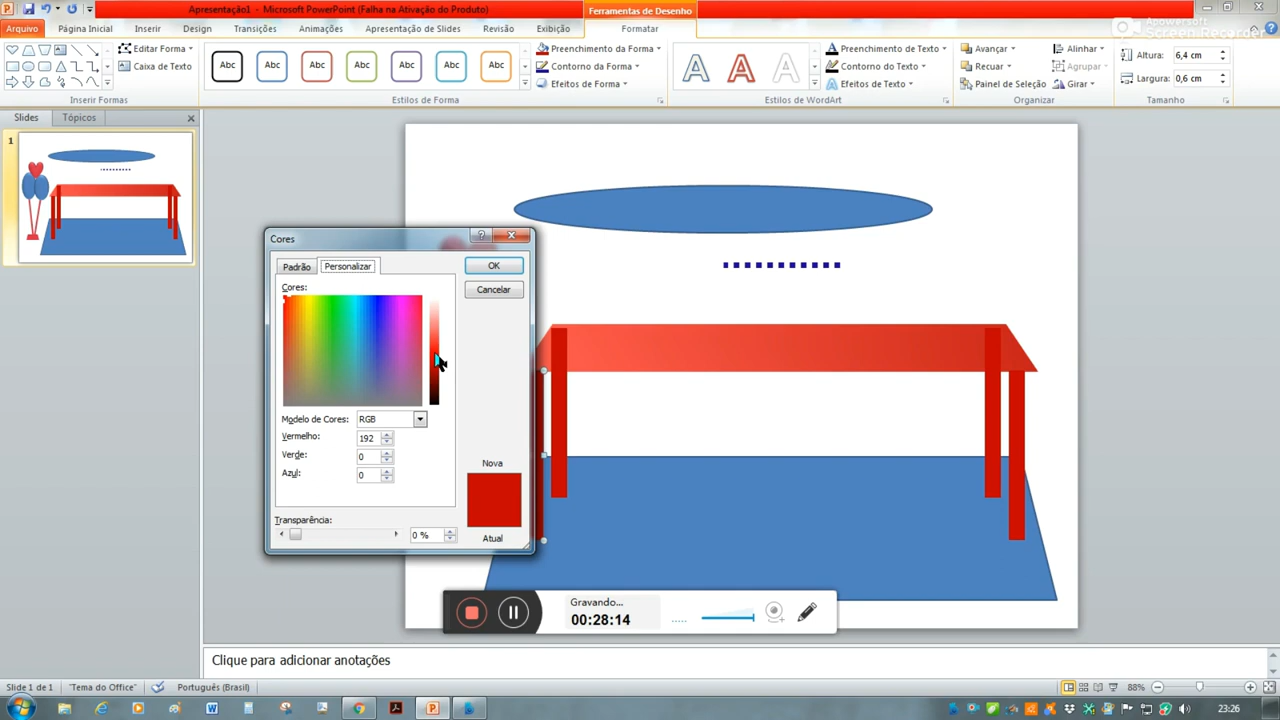 Apresentação1 - Microsoft PowerPoint (Falha na Ativação do Produto)
Ferramentas de Desenho
Arquivo Página Inicial Inserir Design Transições Animações Apresentação de Slides Revisão Exibição Formatar
Apowersoft
Screen Recorder
Editar Forma
Caixa de Texto
Inserir Formas
Abc Abc Abc Abc Abc Abc Abc
Estilos de Forma
Preenchimento da Forma
Contorno da Forma
Efeitos de Forma
A A A
Estilos de WordArt
Preenchimento de Texto
Contorno do Texto
Efeitos de Texto
Avançar
Recuar
Painel de Seleção
Alinhar
Agrupar
Girar
Organizar
Altura: 6,4 cm
Largura: 0,6 cm
Tamanho
Slides Tópicos
1
Cores
Padrão Personalizar
OK
Cancelar
Cores:
Modelo de Cores: RGB
Vermelho: 192
Verde: 0
Azul: 0
Nova
Atual
Transparência:
0 %
Gravando...
00:28:14
Clique para adicionar anotações
Slide 1 de 1 "Tema do Office" Português (Brasil) 88%
23:26